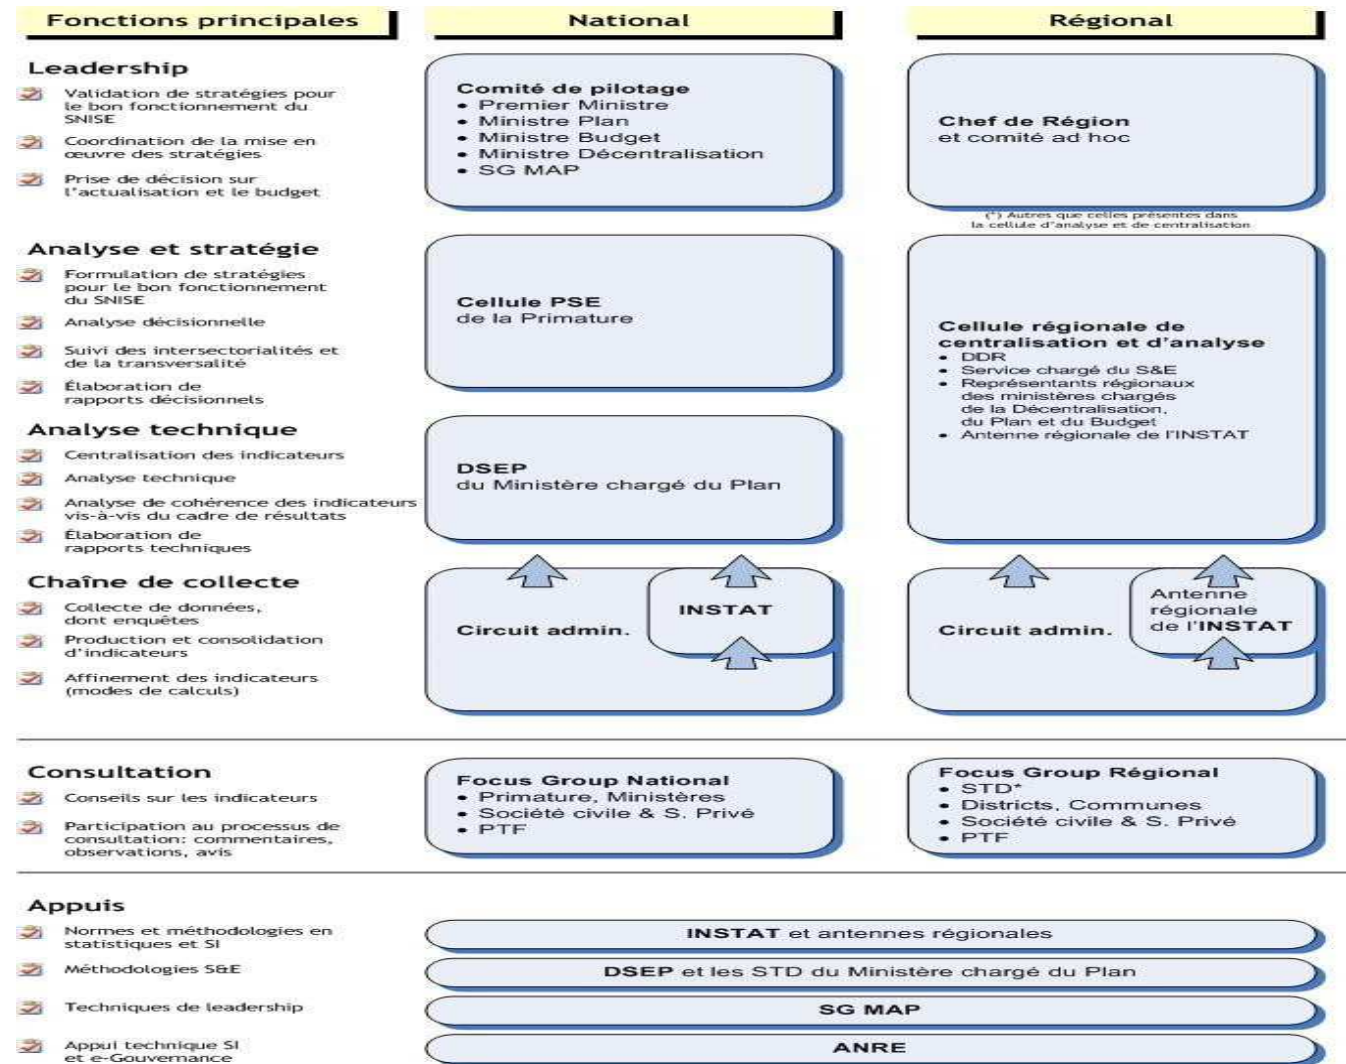 Fonctions principales
National
Régional
Leadership
Validation de stratégies pour
le bon fonctionnement du
SNISE
Coordination de la mise en
œuvre des stratégies
Prise de décision sur
l'actualisation et le budget
Comité de pilotage
• Premier Ministre
• Ministre Plan
• Ministre Budget
• Ministre Décentralisation
• SG MAP
Chef de Région
et comité ad hoc
(*) Autres que celles présentes dans
la cellule d'analyse et de centralisation
Analyse et stratégie
Formulation de stratégies
pour le bon fonctionnement
du SNISE
Analyse décisionnelle
Suivi des intersectorialités et
de la transversalité
Élaboration de
rapports décisionnels
Cellule PSE
de la Primature
Cellule régionale de
centralisation et d'analyse
• DDR
• Service chargé du S&E
• Représentants régionaux
des ministères chargés
de la Décentralisation,
du Plan et du Budget
• Antenne régionale de l'INSTAT
Analyse technique
Centralisation des indicateurs
Analyse technique
Analyse de cohérence des indicateurs
vis-à-vis du cadre de résultats
Élaboration de
rapports techniques
DSEP
du Ministère chargé du Plan
Chaîne de collecte
Collecte de données,
dont enquêtes
Production et consolidation
d'indicateurs
Affinement des indicateurs
(modes de calculs)
Circuit admin.
INSTAT
Circuit admin.
Antenne
régionale
de l'INSTAT
Consultation
Conseils sur les indicateurs
Participation au processus de
consultation: commentaires,
observations, avis
Focus Group National
• Primature, Ministères
• Société civile & S. Privé
• PTF
Focus Group Régional
• STD*
• Districts, Communes
• Société civile & S. Privé
• PTF
Appuis
Normes et méthodologies en
statistiques et SI
INSTAT et antennes régionales
Méthodologies S&E
DSEP et les STD du Ministère chargé du Plan
Techniques de leadership
SG MAP
Appui technique SI
et e-Gouvernance
ANRE